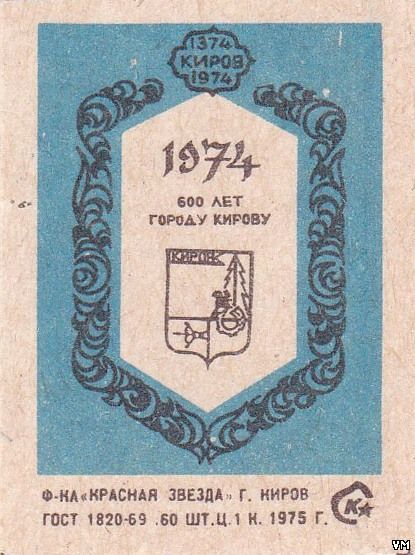 1374
КИРОВ
1974
1974
600 ЛЕТ
ГОРОДУ КИРОВУ
КИРОВ
Ф-КА «КРАСНАЯ ЗВЕЗДА» Г. КИРОВ
ГОСТ 1820-69 .60 ШТ.Ц.1 К. 1975 Г.
К
VM